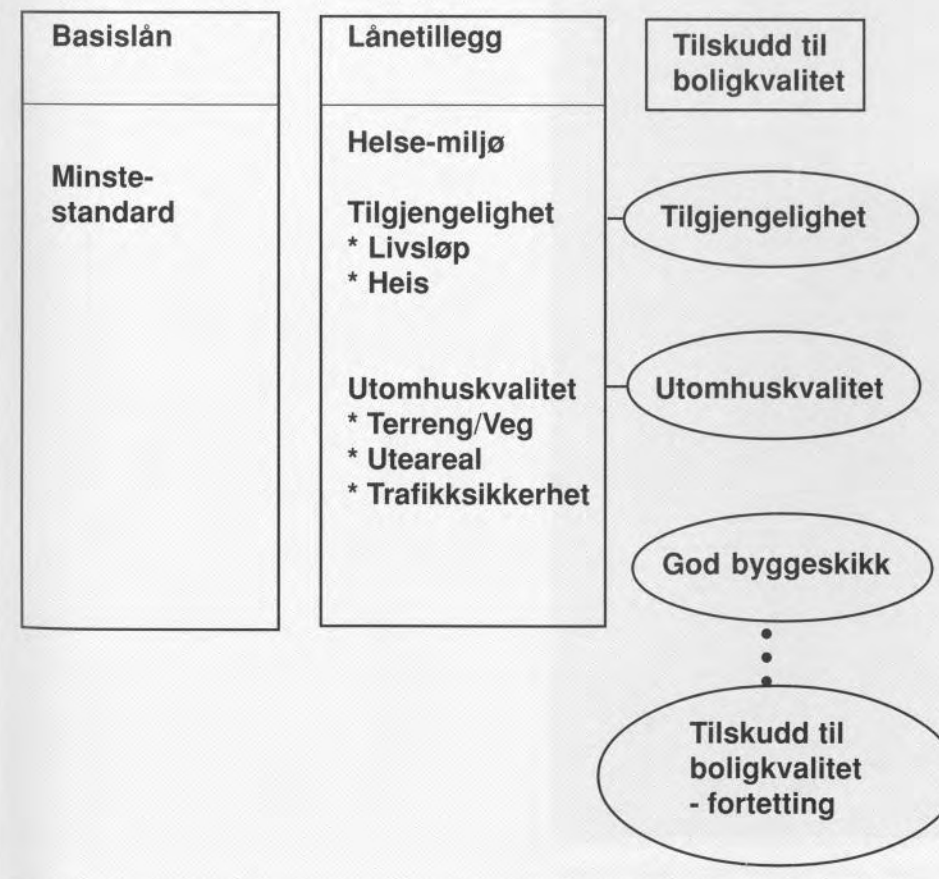 Basislån
Minste-
standard
Lånetillegg
Helse-miljø
Tilgjengelighet
* Livsløp
* Heis
Utomhuskvalitet
* Terreng/Veg
* Uteareal
* Trafikksikkerhet
Tilskudd til
boligkvalitet
Tilgjengelighet
Utomhuskvalitet
God byggeskikk
Tilskudd til
boligkvalitet
- fortetting